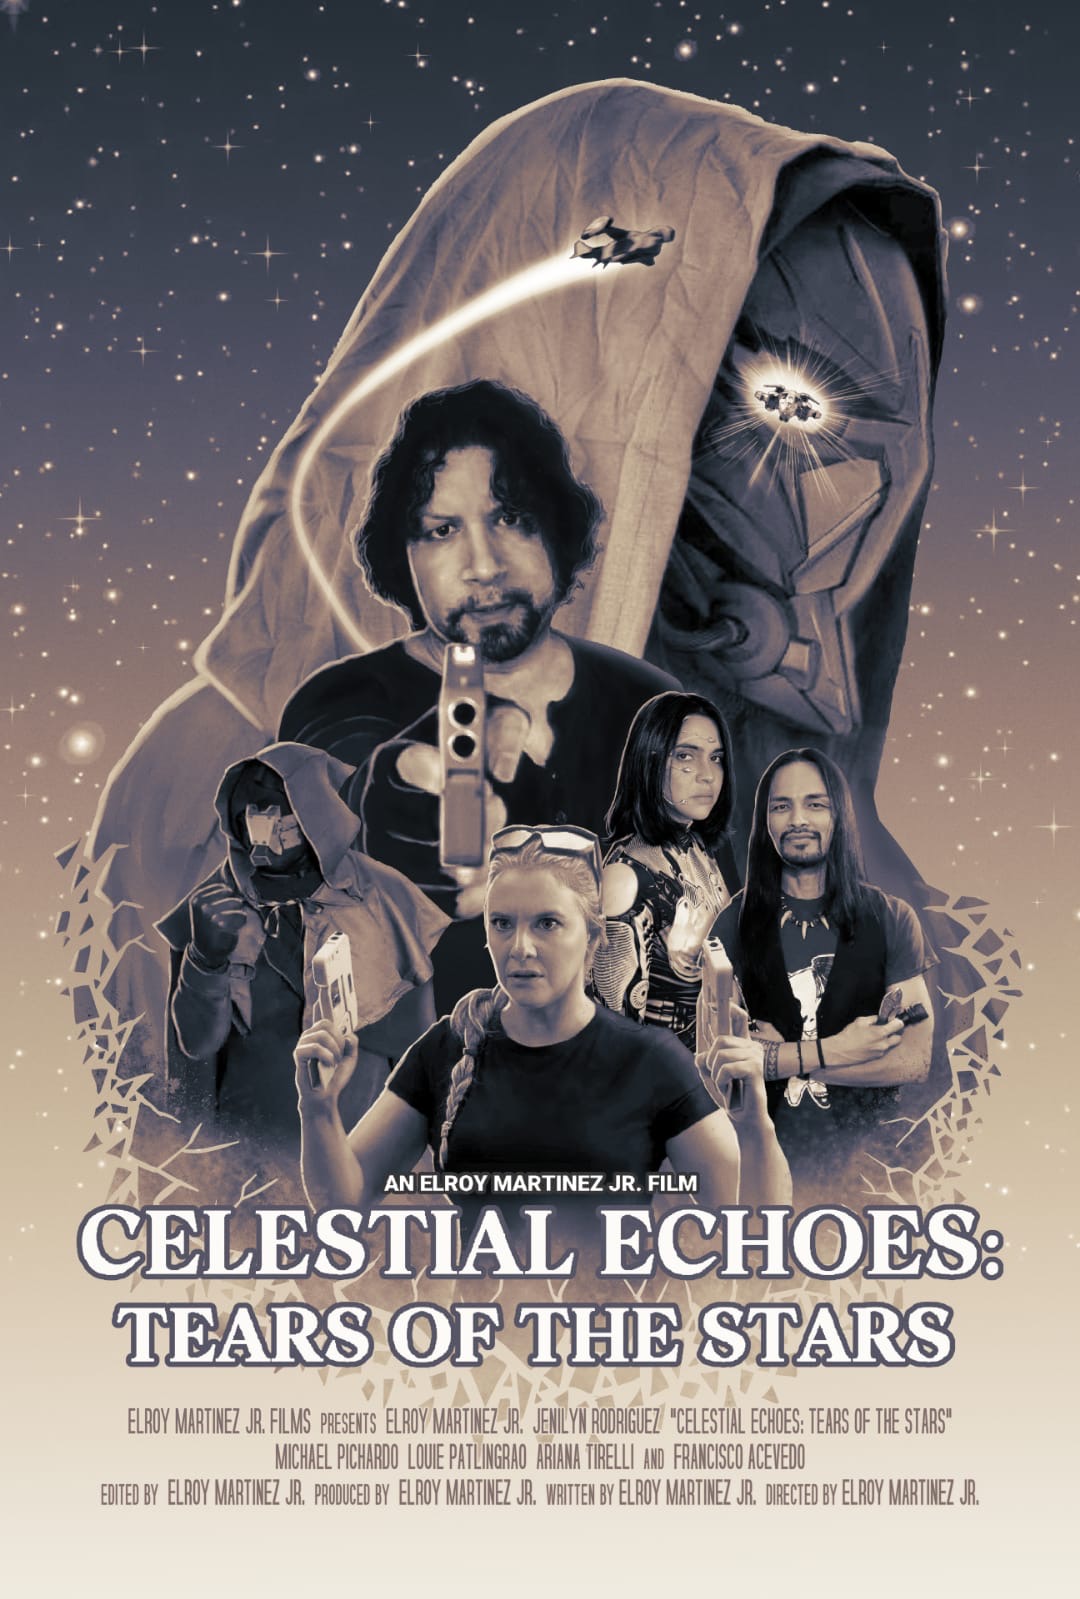 AN ELROY MARTINEZ JR. FILM
CELESTIAL ECHOES:
TEARS OF THE STARS
ELROY MARTINEZ JR. FILMS PRESENTS ELROY MARTINEZ JR. JENILYN RODRIGUEZ "CELESTIAL ECHOES: TEARS OF THE STARS"
MICHAEL PICHARDO LOUIE PATLINGRAO ARIANA TIRELLI AND FRANCISCO ACEVEDO
EDITED BY ELROY MARTINEZ JR. PRODUCED BY ELROY MARTINEZ JR. WRITTEN BY ELROY MARTINEZ JR. DIRECTED BY ELROY MARTINEZ JR.